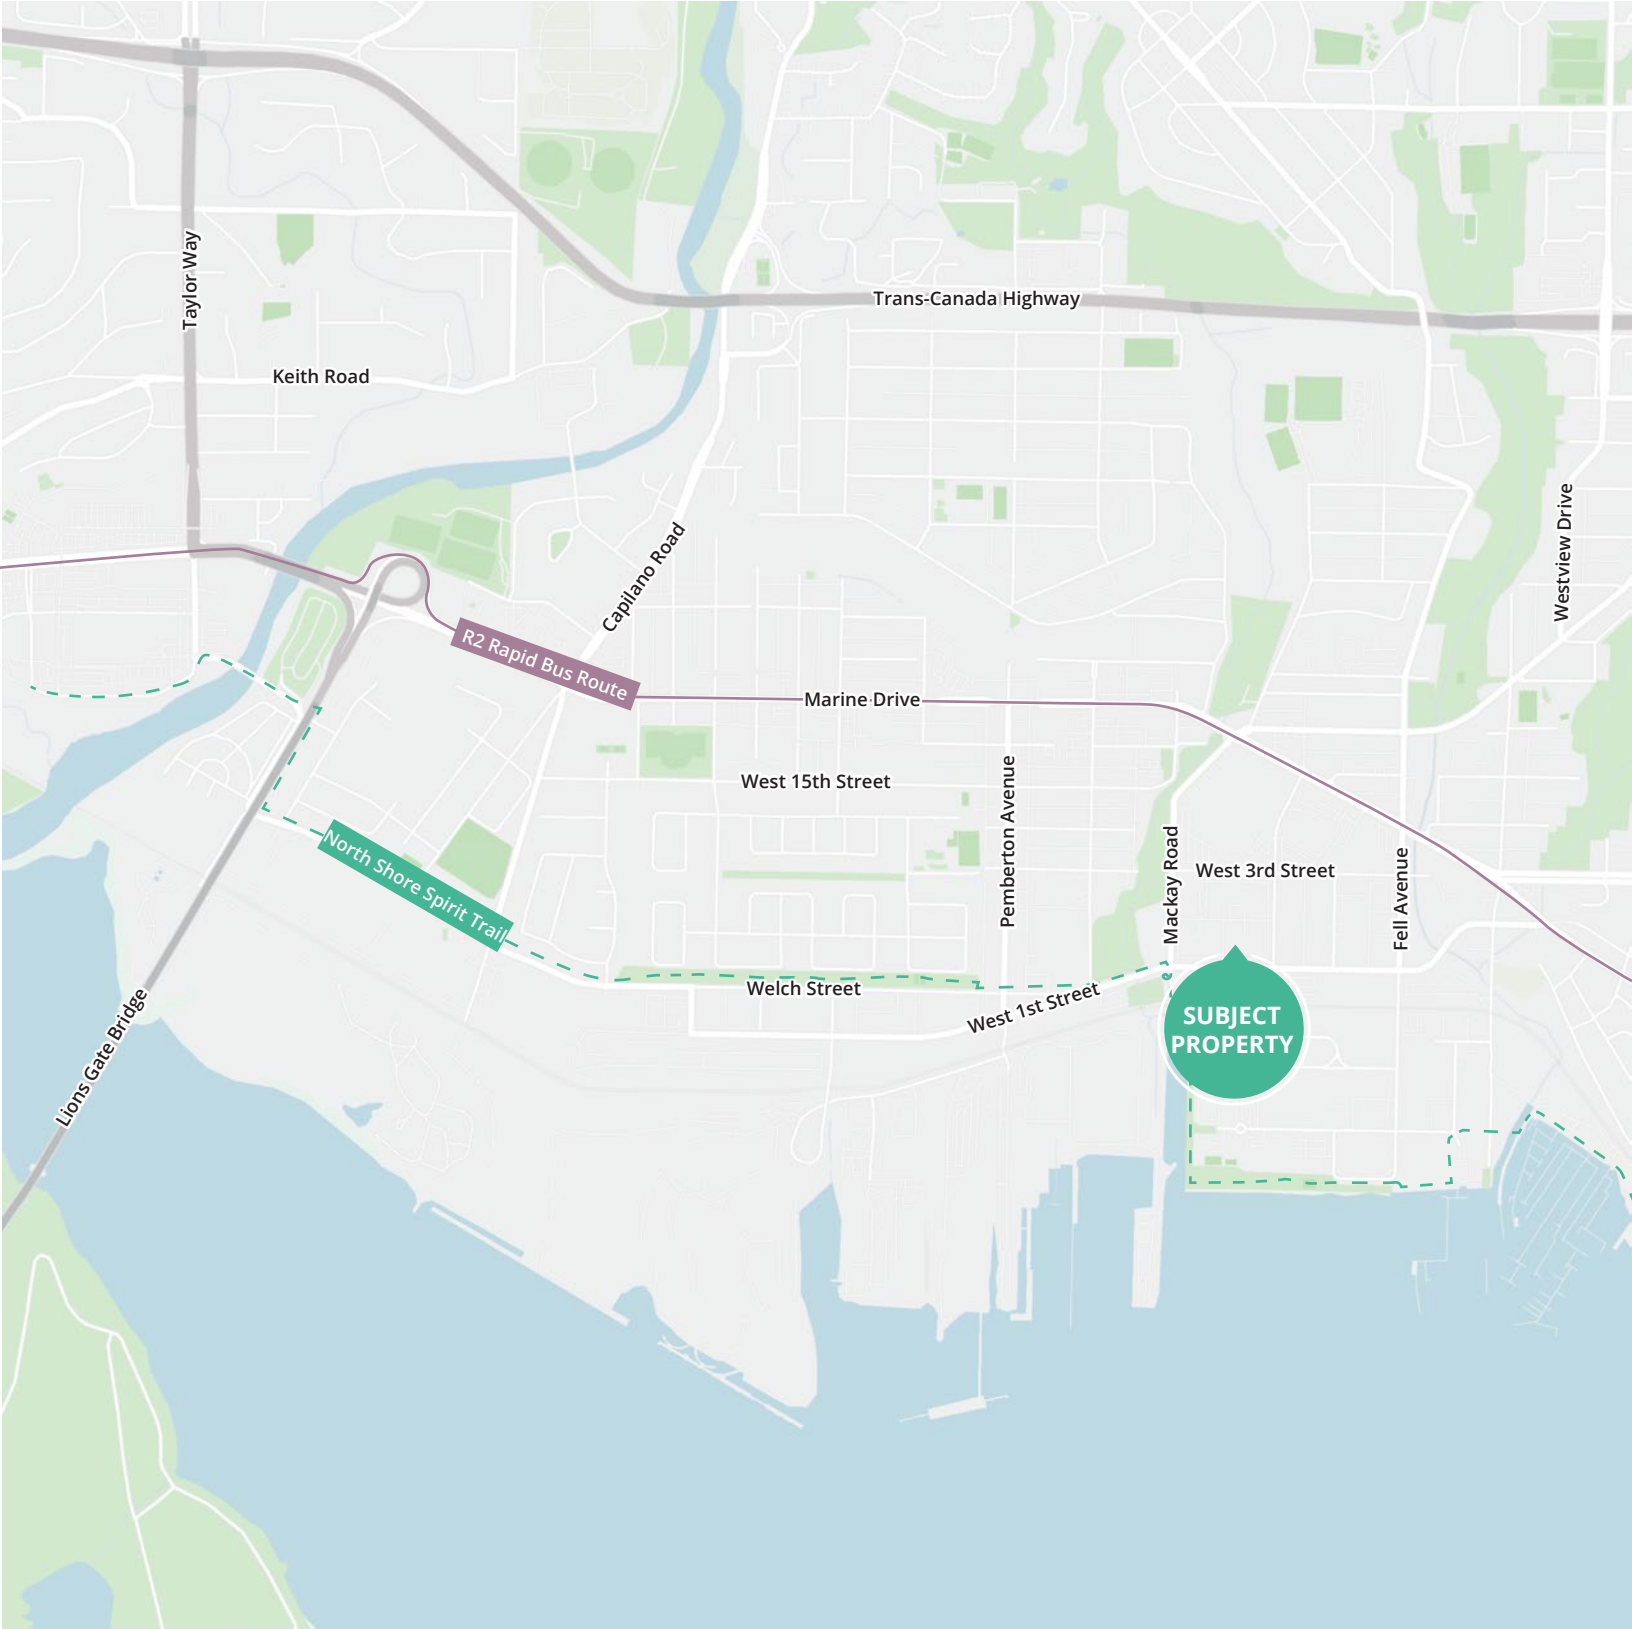 Taylor Way
Trans-Canada Highway
Keith Road
Westview Drive
Capilano Road
R2 Rapid Bus Route
Marine Drive
West 15th Street
Pemberton Avenue
Mackay Road
West 3rd Street
Fell Avenue
North Shore Spirit Trail
Welch Street
West 1st Street
SUBJECT
PROPERTY
Lions Gate Bridge